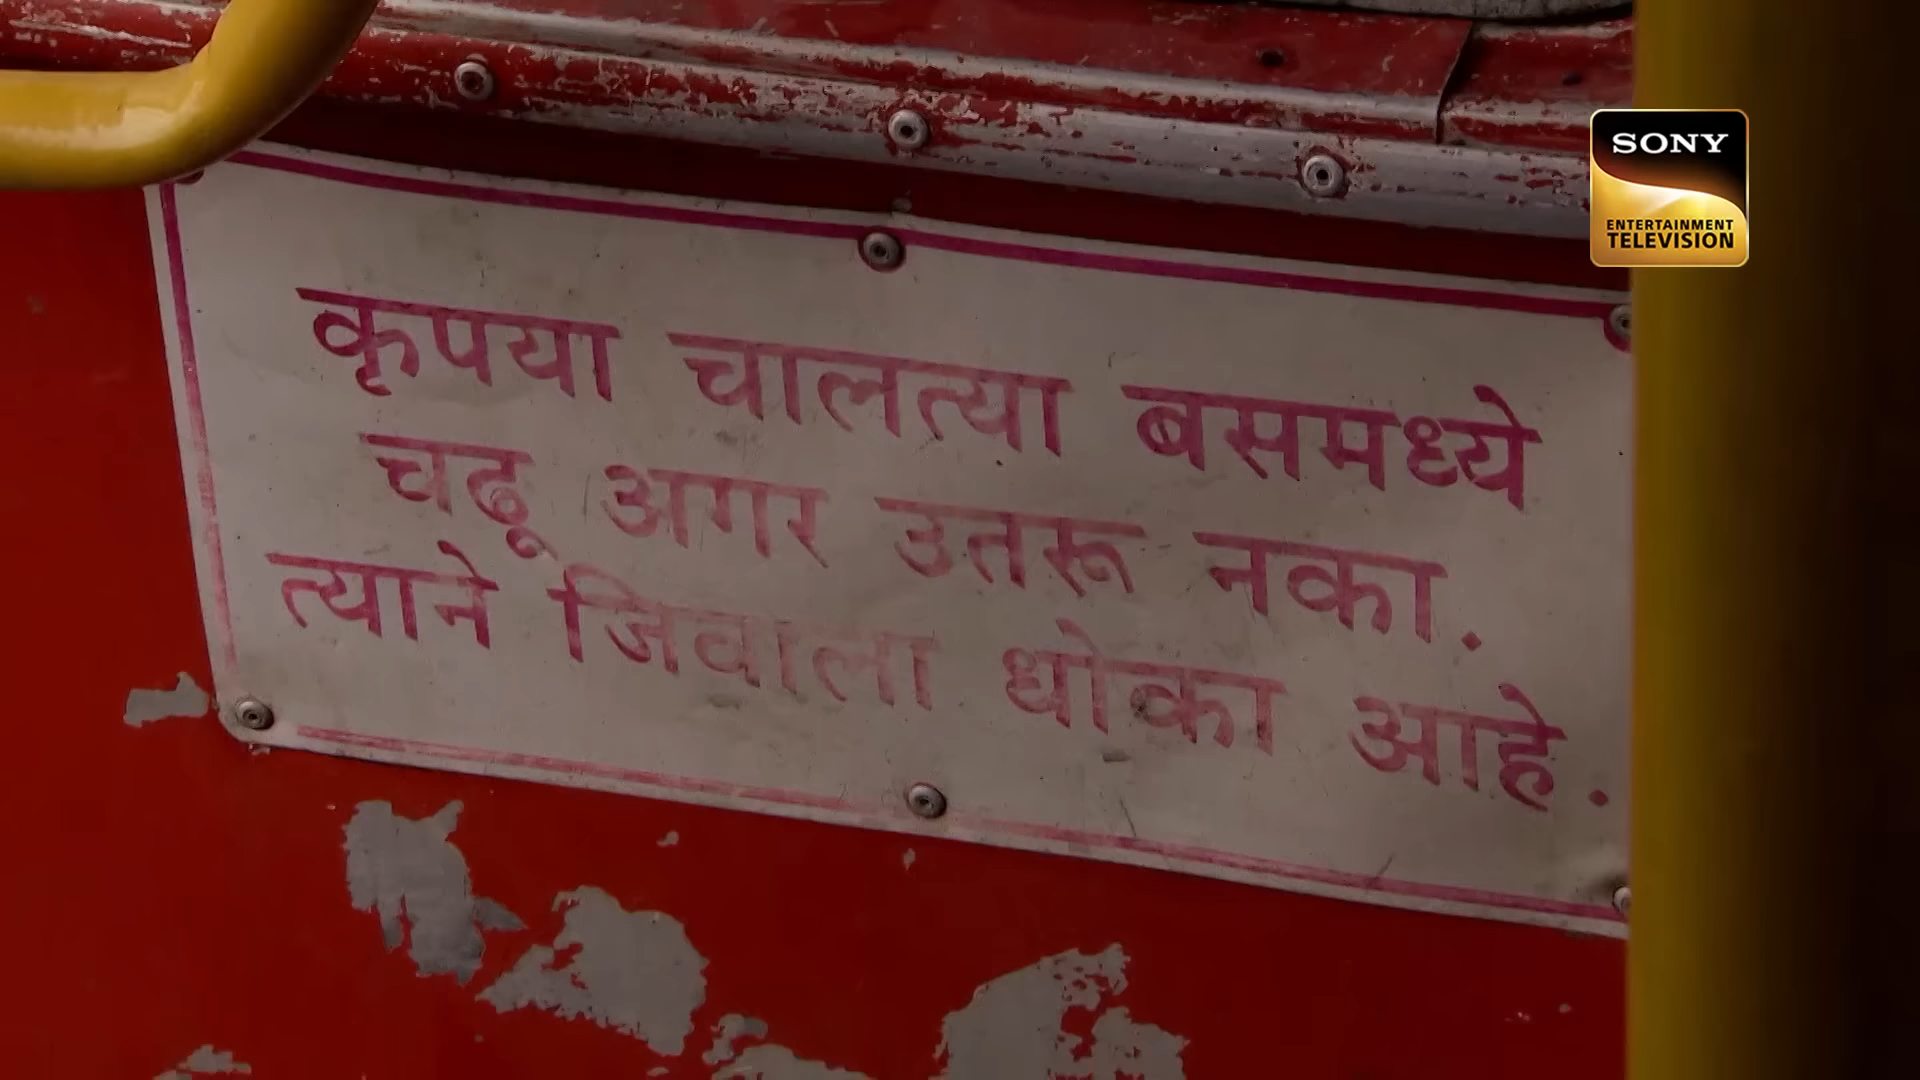 कृपया चालत्या बसमध्ये
चढू अगर उतरू नका.
त्याने जिवाला धोका आहे.
SONY
ENTERTAINMENT
TELEVISION